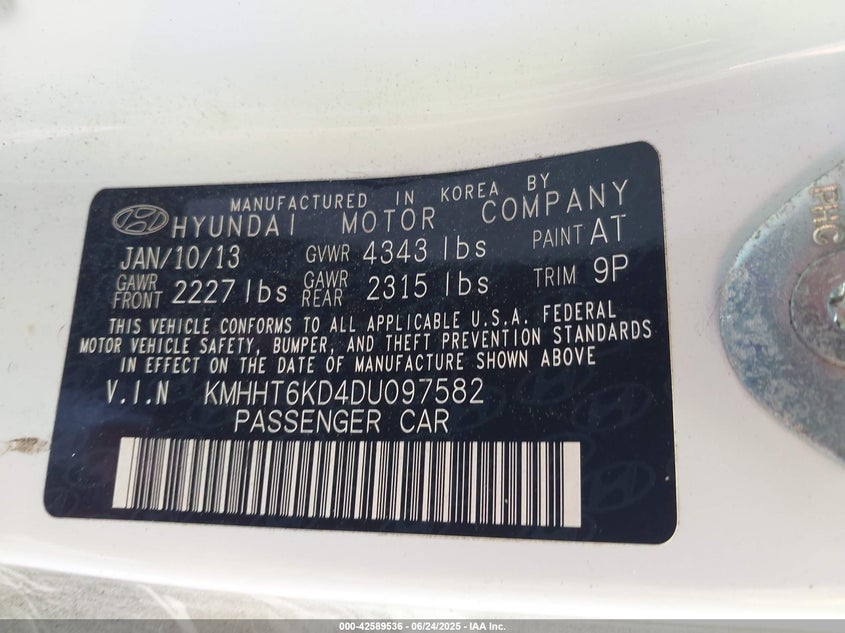 MANUFACTURED IN KOREA BY
HYUNDAI MOTOR COMPANY
JAN/10/13 GVWR 4343 lbs PAINT AT
GAWR FRONT 2227 lbs GAWR REAR 2315 lbs TRIM 9P
THIS VEHICLE CONFORMS TO ALL APPLICABLE U.S.A. FEDERAL
MOTOR VEHICLE SAFETY, BUMPER, AND THEFT PREVENTION STANDARDS
IN EFFECT ON THE DATE OF MANUFACTURE SHOWN ABOVE
V.I.N KMHHT6KD4DU097582
PASSENGER CAR
PHC
000-42589536 - 06/24/2025 - IAA Inc.